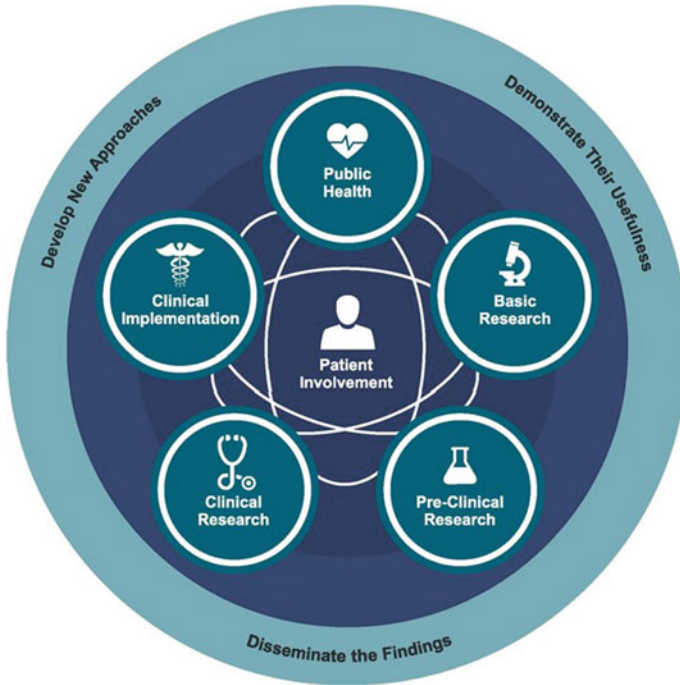 Develop New Approaches
Demonstrate Their Usefulness
Public
Health
Clinical
Implementation
Basic
Research
Patient
Involvement
Clinical
Research
Pre-Clinical
Research
Disseminate the Findings